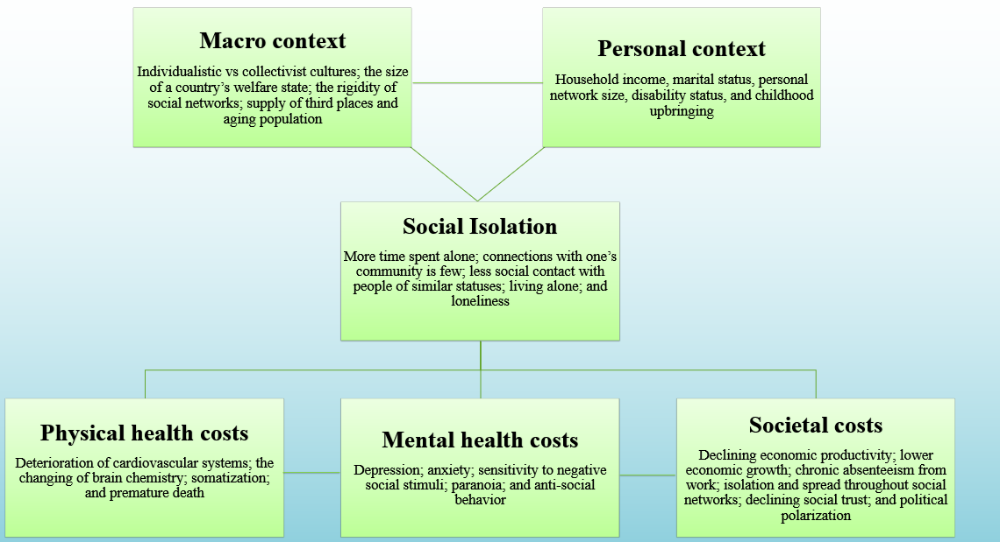 Macro context
Individualistic vs collectivist cultures; the size
of a country’s welfare state; the rigidity of
social networks; supply of third places and
aging population
Personal context
Household income, marital status, personal
network size, disability status, and childhood
upbringing
Social Isolation
More time spent alone; connections with one’s
community is few; less social contact with
people of similar statuses; living alone; and
loneliness
Physical health costs
Deterioration of cardiovascular systems; the
changing of brain chemistry; somatization;
and premature death
Mental health costs
Depression; anxiety; sensitivity to negative
social stimuli; paranoia; and anti-social
behavior
Societal costs
Declining economic productivity; lower
economic growth; chronic absenteeism from
work; isolation and spread throughout social
networks; declining social trust; and political
polarization